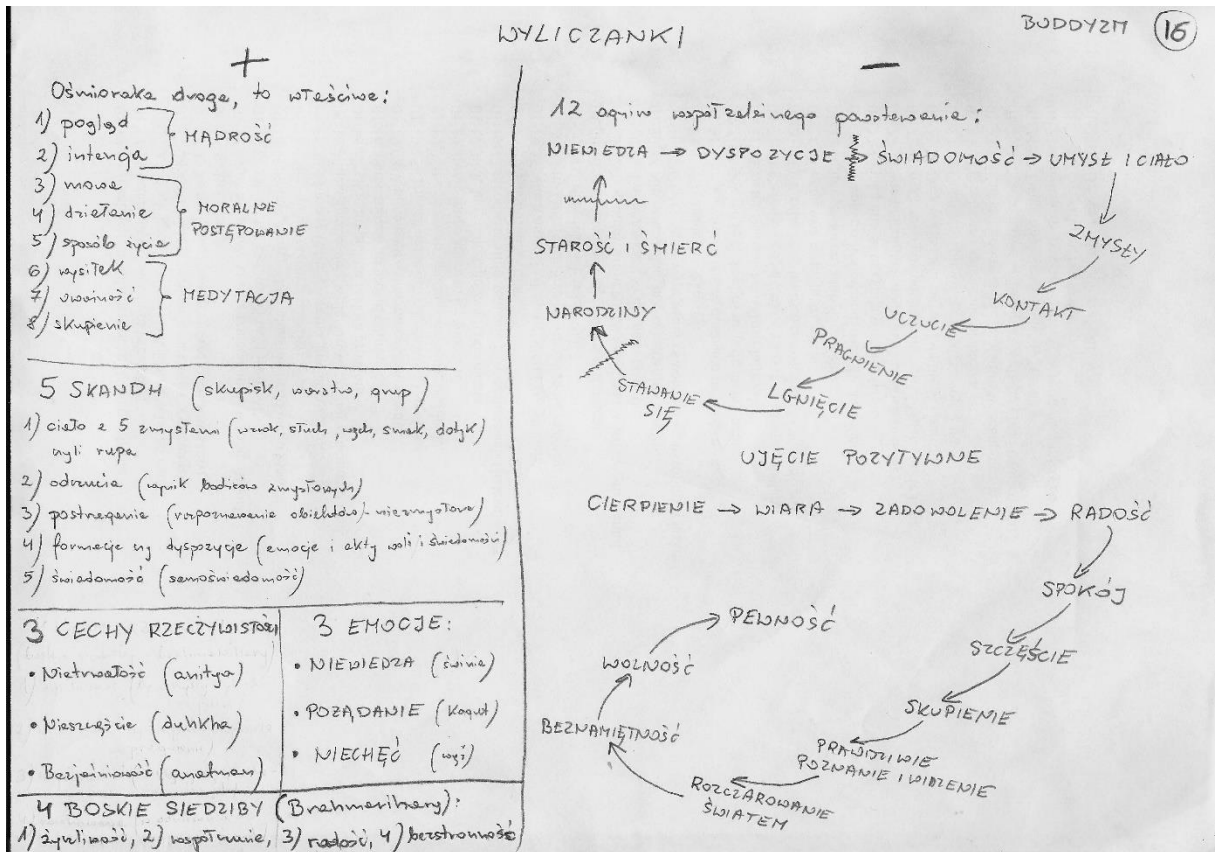 WYLICZANKI
BUDDYZM 16
+
Ośmioraka droga, to właściwe:
1) pogląd
2) intencja
MĄDROŚĆ
3) mowa
4) działanie
5) sposób życia
MORALNE
POSTĘPOWANIE
6) wysiłek
7) uważność
8) skupienie
MEDYTACJA
5 SKANDH (skupisk, warstw, grup)
1) ciało z 5 zmysłami (wzrok, słuch, węch, smak, dotyk)
czyli rupa
2) odczucia (wynik bodźców zmysłowych)
3) postrzeganie (rozpoznawanie obiektów) - niezmysłowe
4) formacje czy dyspozycje (emocje i akty woli i świadomości)
5) świadomość (samoświadomość)
3 CECHY RZECZYWISTOŚCI
• Nietrwałość (anitya)
• Nieszczęście (duhkha)
• Bezjaźniowość (anatman)
3 EMOCJE:
• NIEWIEDZA (świnia)
• POŻĄDANIE (kogut)
• NIECHĘĆ (wąż)
4 BOSKIE SIEDZIBY (Brahmavihary):
1) życzliwość, 2) współczucie, 3) radość, 4) bezstronność
—
12 ogniw współzależnego powstawania:
NIEWIEDZA → DYSPOZYCJE → ŚWIADOMOŚĆ → UMYSŁ I CIAŁO
ZMYSŁY
KONTAKT
UCZUCIE
PRAGNIENIE
LGNIĘCIE
STAWANIE
SIĘ
NARODZINY
STAROŚĆ I ŚMIERĆ
UJĘCIE POZYTYWNE
CIERPIENIE → WIARA → ZADOWOLENIE → RADOŚĆ
SPOKÓJ
SZCZĘŚCIE
SKUPIENIE
PRAWDZIWE
POZNANIE I WIDZENIE
ROZCZAROWANIE
ŚWIATEM
BEZNAMIĘTNOŚĆ
WOLNOŚĆ
PEWNOŚĆ